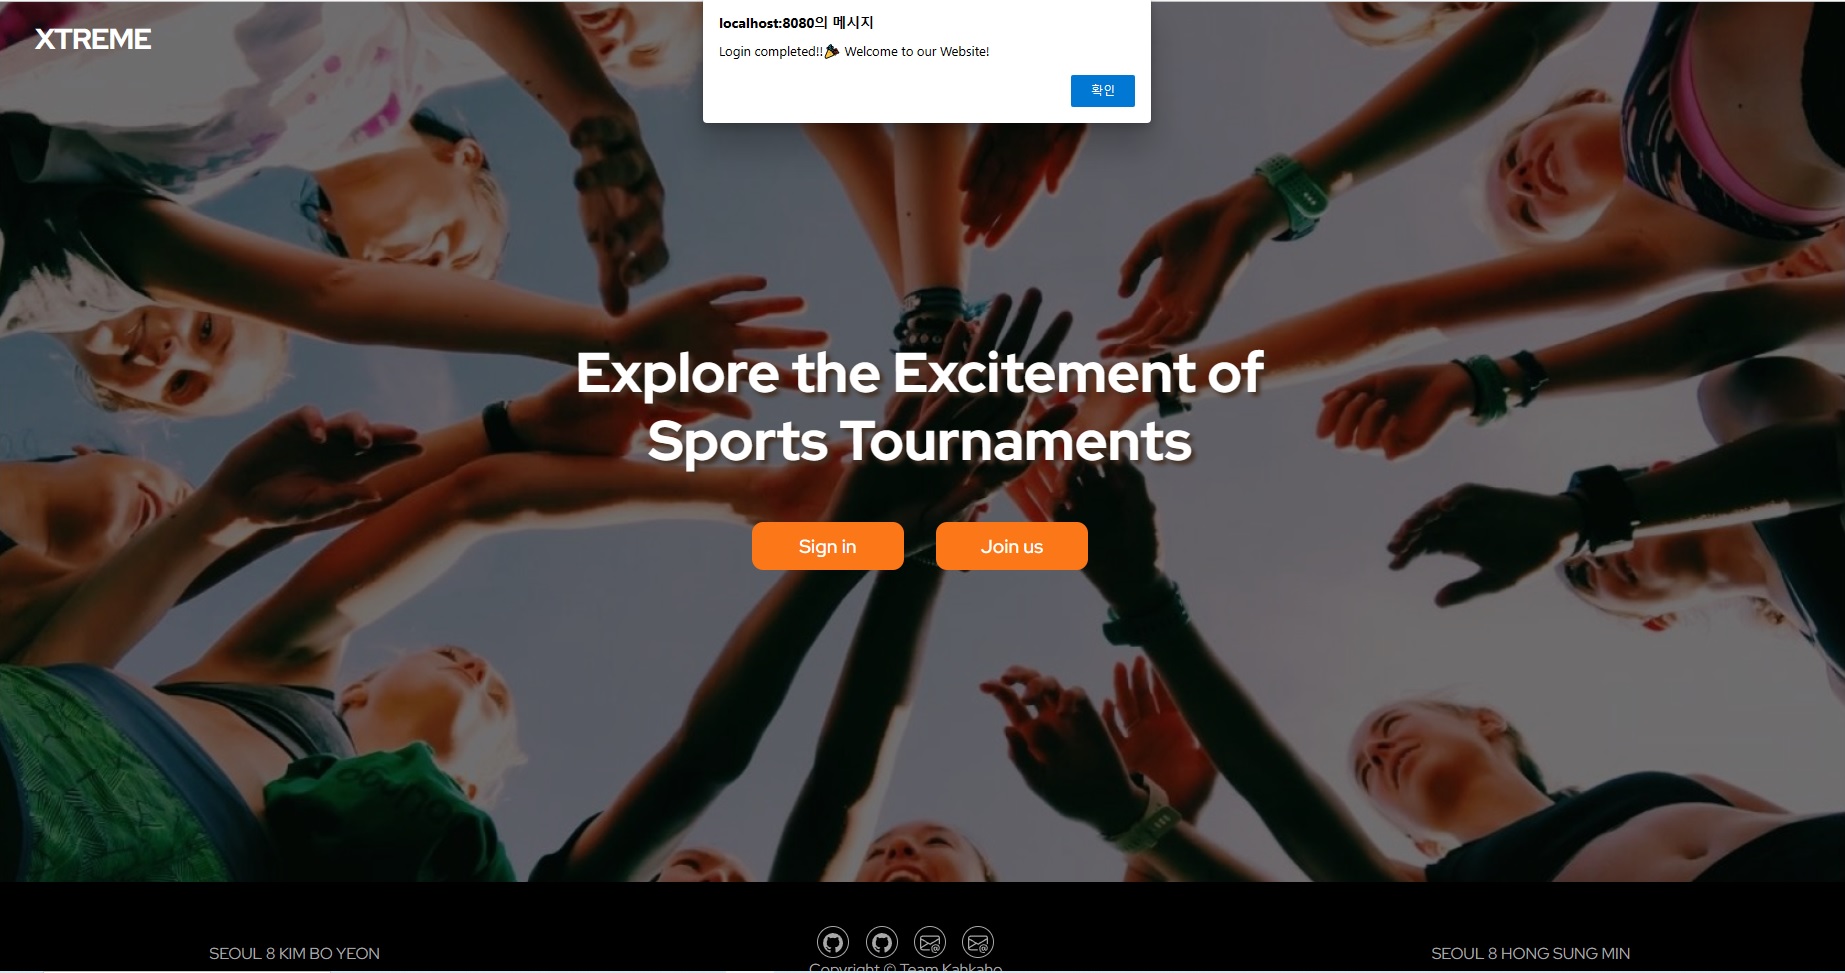 XTREME
localhost:8080의 메시지
Login completed!!🎉 Welcome to our Website!
확인
Explore the Excitement of
Sports Tournaments
Sign in
Join us
SEOUL 8 KIM BO YEON
Copyright © Team Kahkaho
SEOUL 8 HONG SUNG MIN